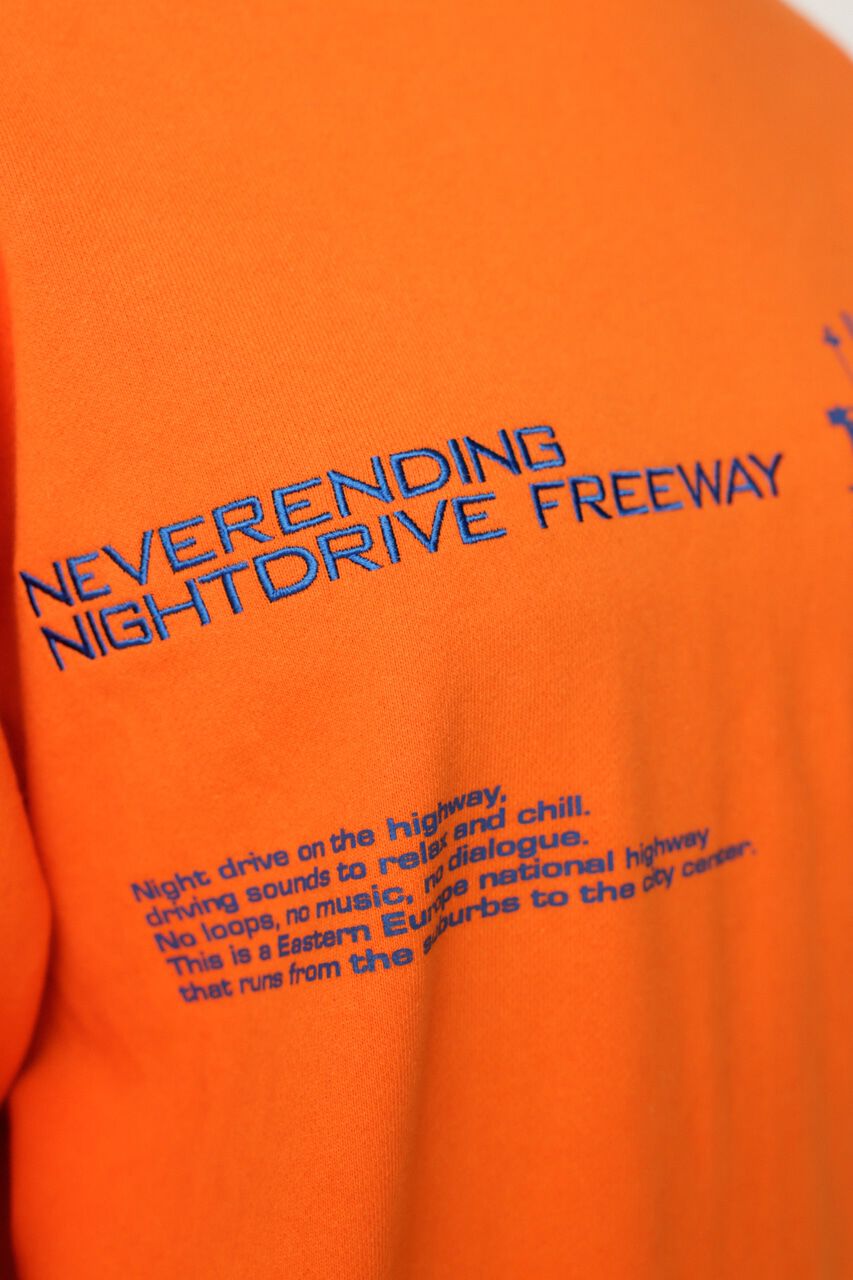 NEVERENDING
NIGHTDRIVE FREEWAY
Night drive on the highway,
driving sounds to relax and chill.
No loops, no music, no dialogue.
This is a Eastern Europe national highway
that runs from the suburbs to the city center.